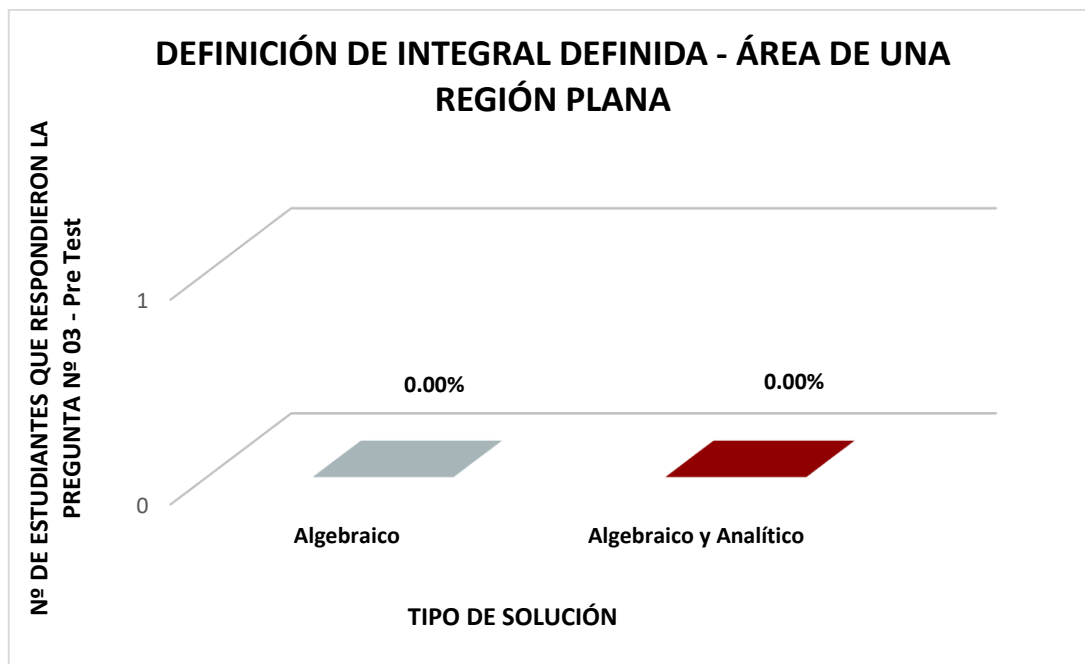 DEFINICIÓN DE INTEGRAL DEFINIDA - ÁREA DE UNA
REGIÓN PLANA
Nº DE ESTUDIANTES QUE RESPONDIERON LA
PREGUNTA Nº 03 - Pre Test
1
0
0.00%
0.00%
Algebraico
Algebraico y Analítico
TIPO DE SOLUCIÓN